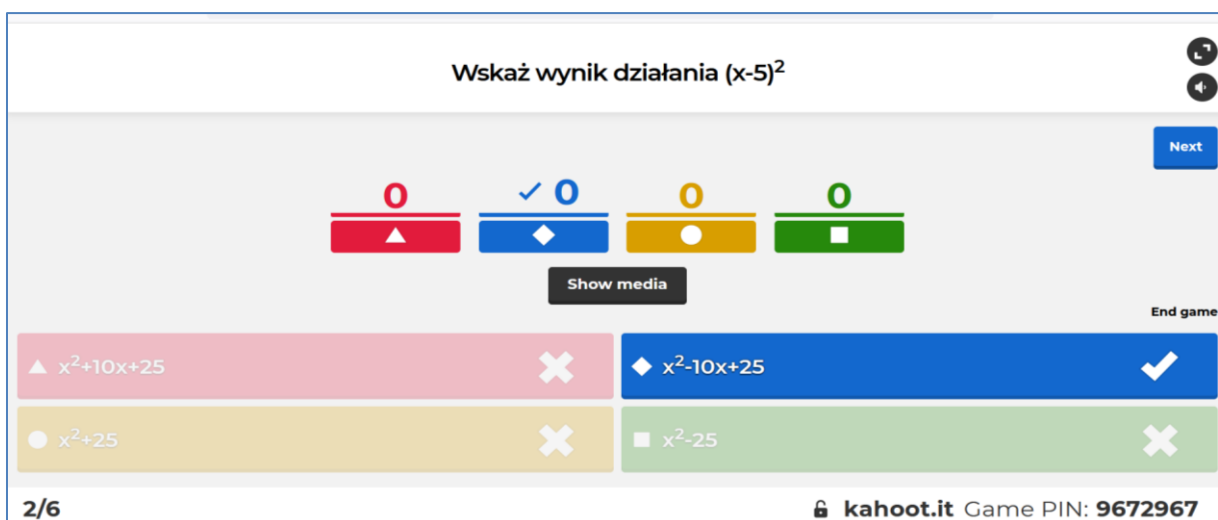 Wskaż wynik działania (x-5)²
Next
0 0 0 0
Show media
End game
x²+10x+25
x²-10x+25
x²+25
x²-25
2/6
kahoot.it Game PIN: 9672967